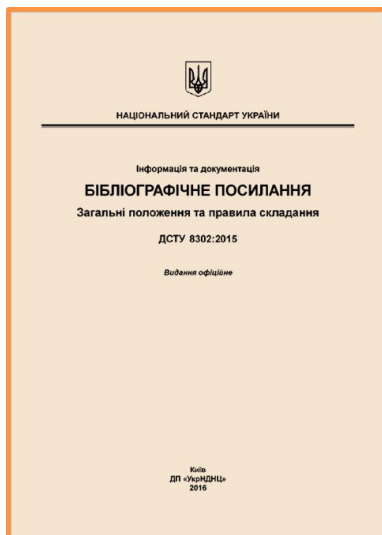 НАЦІОНАЛЬНИЙ СТАНДАРТ УКРАЇНИ
Інформація та документація
БІБЛІОГРАФІЧНЕ ПОСИЛАННЯ
Загальні положення та правила складання
ДСТУ 8302:2015
Видання офіційне
Київ
ДП «УкрНДНЦ»
2016